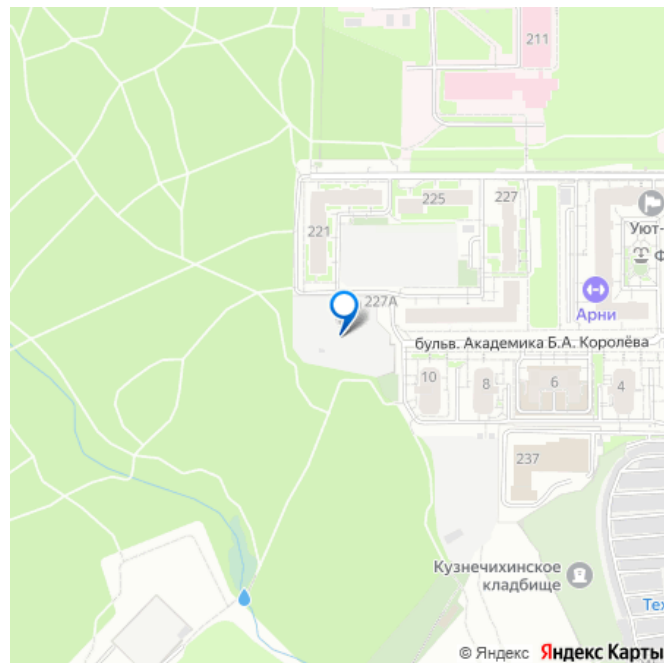 211
225
227
221
Уют-
Ф
227А
Арни
бульв. Академика Б.А. Королёва
10
8
6
4
237
Кузнечихинское
кладбище
Тех
© Яндекс Яндекс Карты